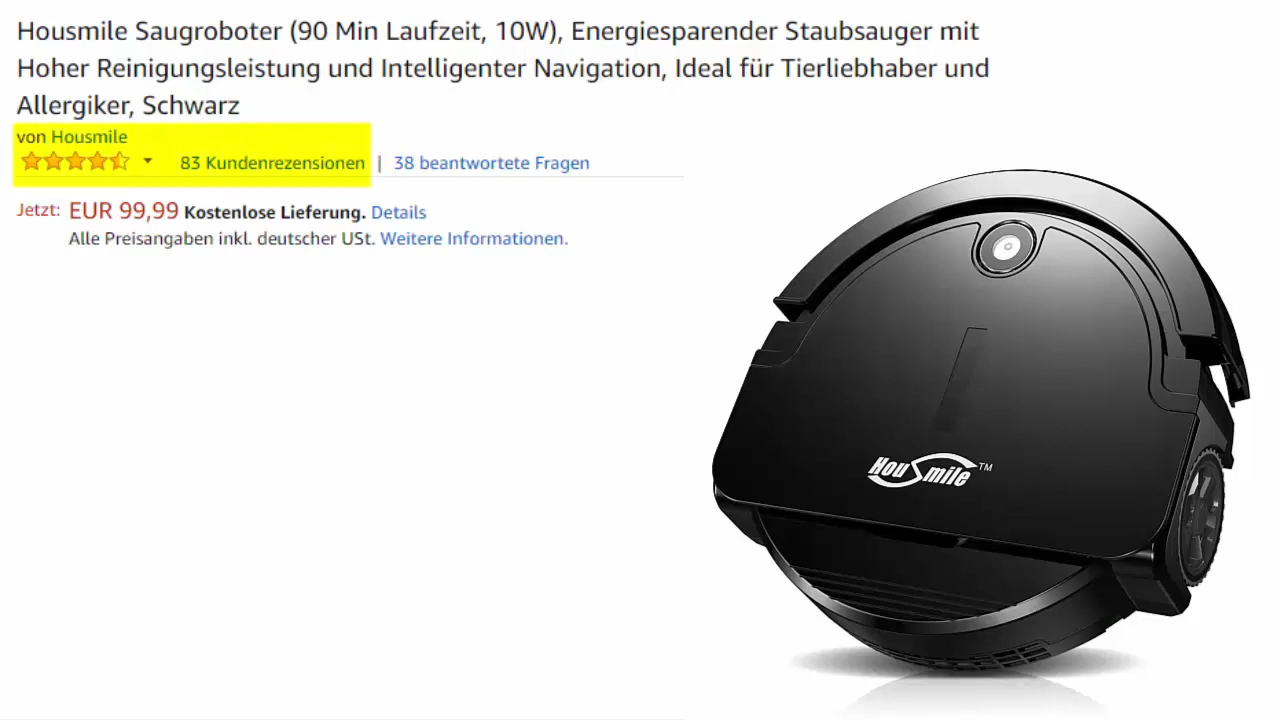 Housmile Saugroboter (90 Min Laufzeit, 10W), Energiesparender Staubsauger mit
Hoher Reinigungsleistung und Intelligenter Navigation, Ideal für Tierliebhaber und
Allergiker, Schwarz
von Housmile
83 Kundenrezensionen | 38 beantwortete Fragen
Jetzt: EUR 99,99 Kostenlose Lieferung. Details
Alle Preisangaben inkl. deutscher USt. Weitere Informationen.
HouSmile™